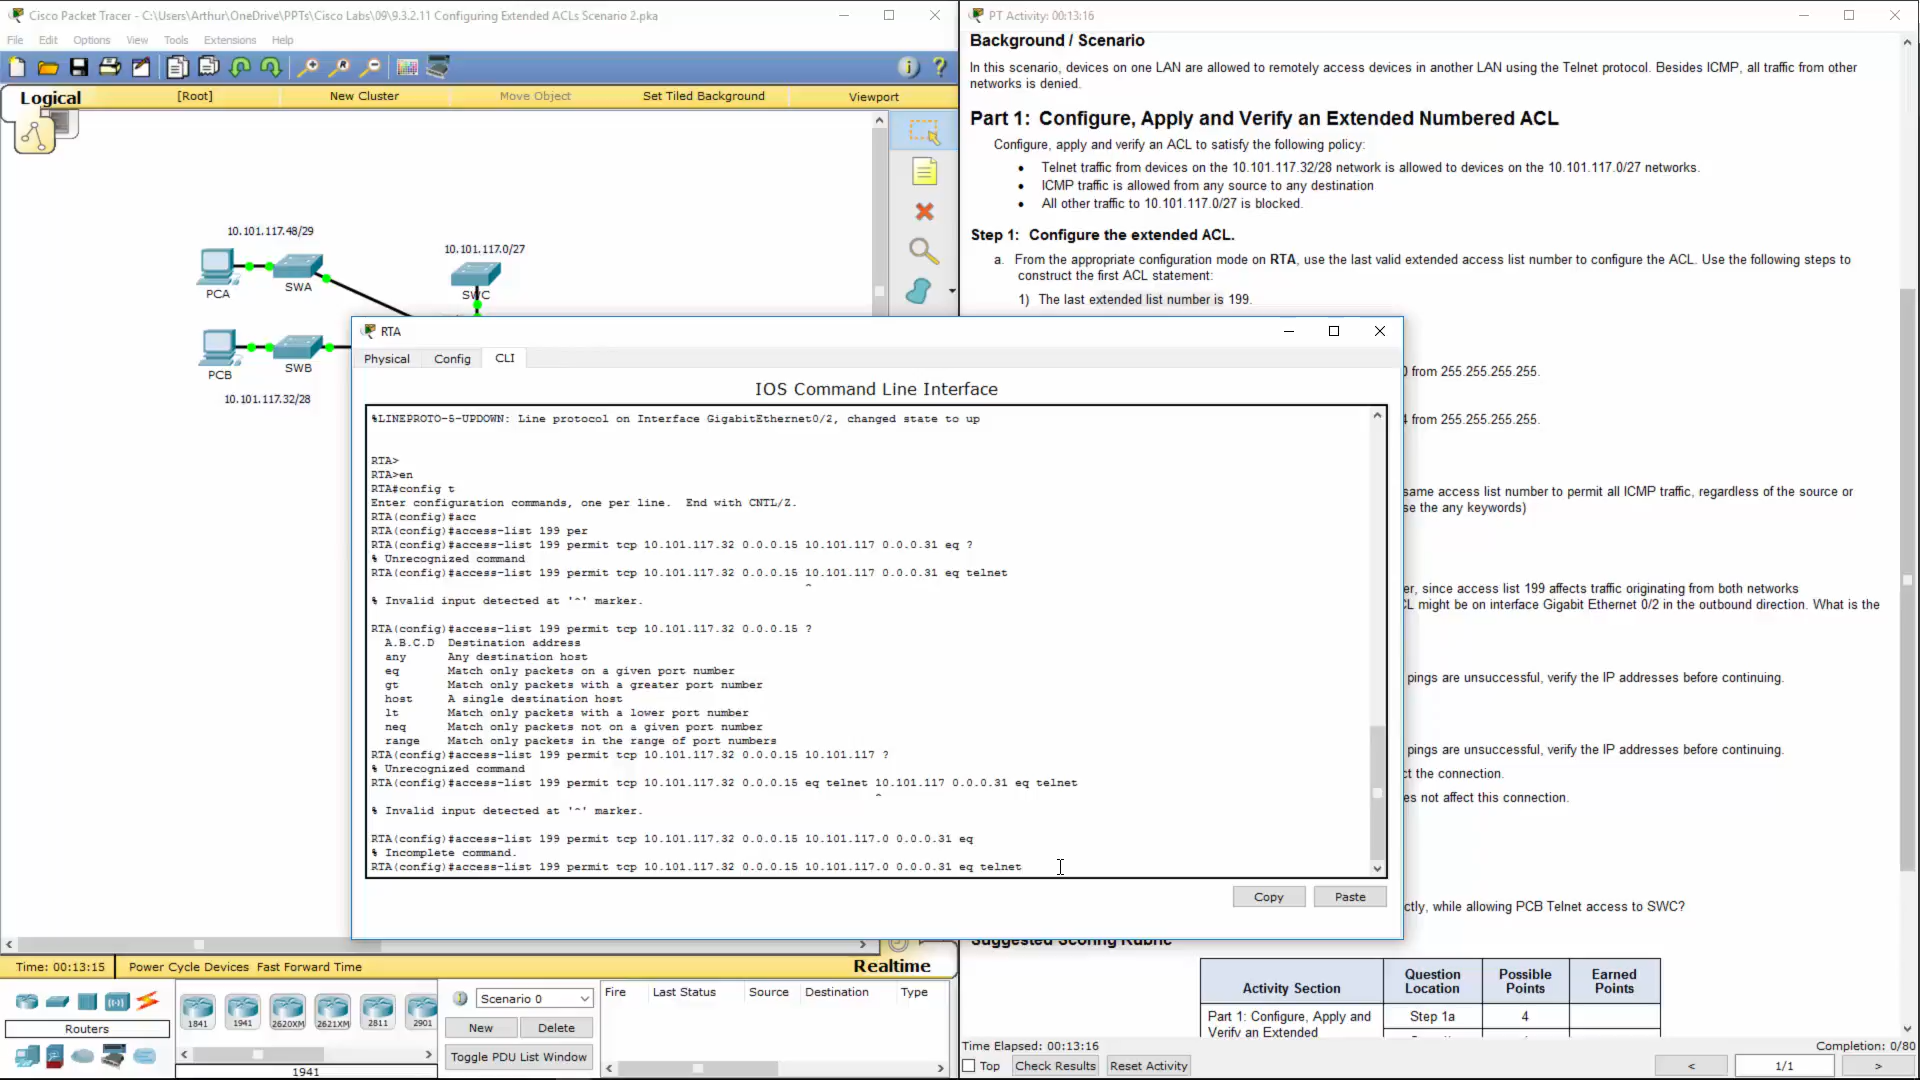 Cisco Packet Tracer - C:\Users\Arthur\OneDrive\PPTs\Cisco Labs\09\9.3.2.11 Configuring Extended ACLs Scenario 2.pka
File Edit Options View Tools Extensions Help
Logical [Root] New Cluster Move Object Set Tiled Background Viewport
10.101.117.48/29
PCA
SWA
10.101.117.0/27
SWC
PCB
SWB
10.101.117.32/28
RTA
Physical Config CLI
IOS Command Line Interface
%LINEPROTO-5-UPDOWN: Line protocol on Interface GigabitEthernet0/2, changed state to up
RTA>
RTA>en
RTA#config t
Enter configuration commands, one per line. End with CNTL/Z.
RTA(config)#acc
RTA(config)#access-list 199 per
RTA(config)#access-list 199 permit tcp 10.101.117.32 0.0.0.15 10.101.117 0.0.0.31 eq ?
% Unrecognized command
RTA(config)#access-list 199 permit tcp 10.101.117.32 0.0.0.15 10.101.117 0.0.0.31 eq telnet
^
% Invalid input detected at '^' marker.
RTA(config)#access-list 199 permit tcp 10.101.117.32 0.0.0.15 ?
A.B.C.D Destination address
any Any destination host
eq Match only packets on a given port number
gt Match only packets with a greater port number
host A single destination host
lt Match only packets with a lower port number
neq Match only packets not on a given port number
range Match only packets in the range of port numbers
RTA(config)#access-list 199 permit tcp 10.101.117.32 0.0.0.15 10.101.117 ?
% Unrecognized command
RTA(config)#access-list 199 permit tcp 10.101.117.32 0.0.0.15 eq telnet 10.101.117 0.0.0.31 eq telnet
^
% Invalid input detected at '^' marker.
RTA(config)#access-list 199 permit tcp 10.101.117.32 0.0.0.15 10.101.117.0 0.0.0.31 eq
% Incomplete command.
RTA(config)#access-list 199 permit tcp 10.101.117.32 0.0.0.15 10.101.117.0 0.0.0.31 eq telnet
Copy Paste
Time: 00:13:15 Power Cycle Devices Fast Forward Time Realtime
Routers
1841 1941 2620XM 2621XM 2811 2901
1941
Scenario 0
New Delete
Toggle PDU List Window
Fire Last Status Source Destination Type
PT Activity: 00:13:16
Background / Scenario
In this scenario, devices on one LAN are allowed to remotely access devices in another LAN using the Telnet protocol. Besides ICMP, all traffic from other
networks is denied.
Part 1: Configure, Apply and Verify an Extended Numbered ACL
Configure, apply and verify an ACL to satisfy the following policy:
• Telnet traffic from devices on the 10.101.117.32/28 network is allowed to devices on the 10.101.117.0/27 networks.
• ICMP traffic is allowed from any source to any destination
• All other traffic to 10.101.117.0/27 is blocked.
Step 1: Configure the extended ACL.
a. From the appropriate configuration mode on RTA, use the last valid extended access list number to configure the ACL. Use the following steps to
construct the first ACL statement:
1) The last extended list number is 199.
0 from 255.255.255.255.
4 from 255.255.255.255.
same access list number to permit all ICMP traffic, regardless of the source or
se the any keywords)
er, since access list 199 affects traffic originating from both networks
CL might be on interface Gigabit Ethernet 0/2 in the outbound direction. What is the
pings are unsuccessful, verify the IP addresses before continuing.
pings are unsuccessful, verify the IP addresses before continuing.
ct the connection.
es not affect this connection.
ctly, while allowing PCB Telnet access to SWC?
Suggested Scoring Rubric
Activity Section Question Location Possible Points Earned Points
Part 1: Configure, Apply and Verify an Extended Step 1a 4
Time Elapsed: 00:13:16 Completion: 0/80
Top Check Results Reset Activity < 1/1 >